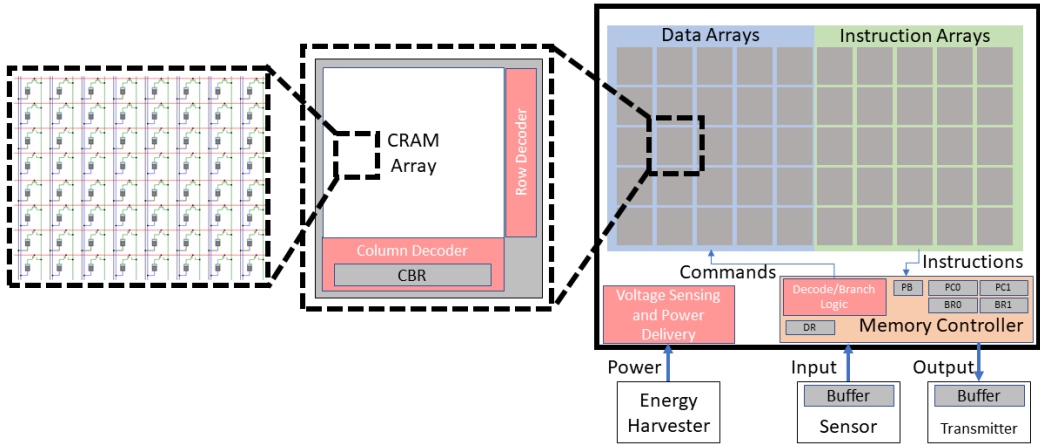 Data Arrays
Instruction Arrays
CRAM
Array
Row Decoder
Column Decoder
CBR
Commands
Instructions
Voltage Sensing
and Power
Delivery
Decode/Branch
Logic
PB
PC0
PC1
BR0
BR1
DR
Memory Controller
Power
Input
Output
Energy
Harvester
Buffer
Sensor
Buffer
Transmitter